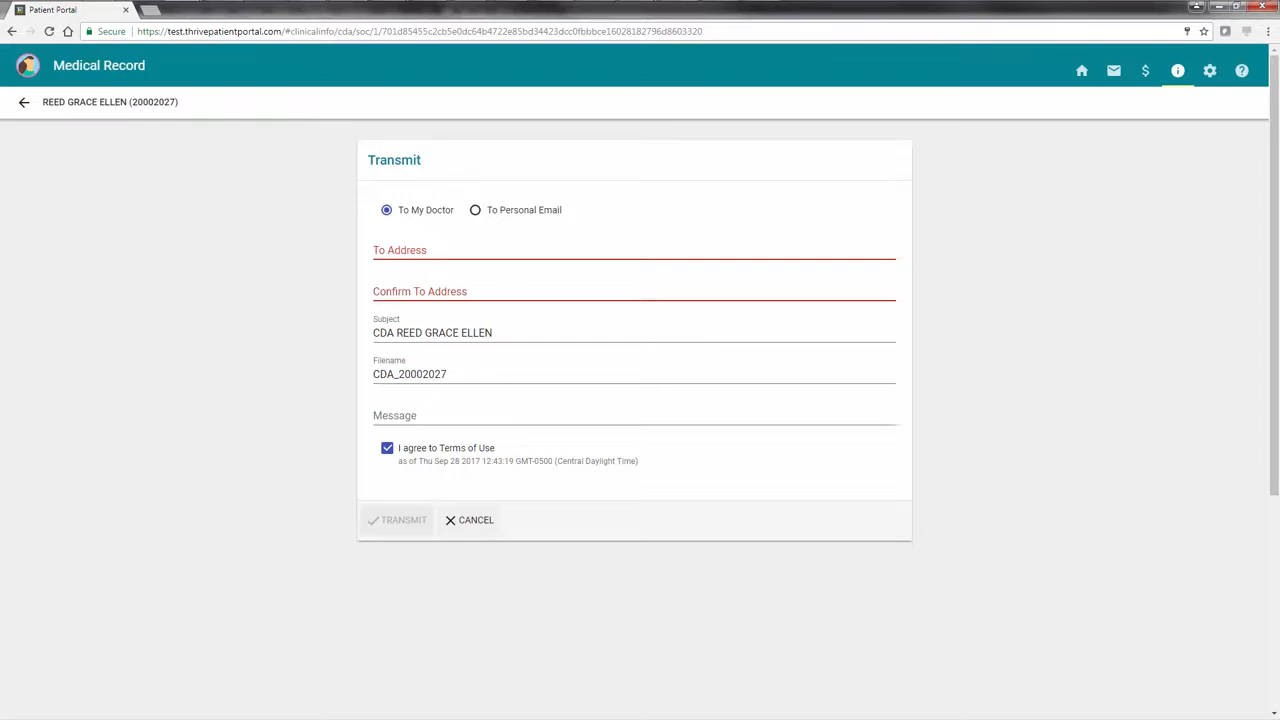 Patient Portal
Secure https://test.thrivepatientportal.com/#clinicalinfo/cda/soc/1/701d85455c2cb5e0dc64b4722e85bd34423dcc0fbbbce16028182796d8603320
Medical Record
REED GRACE ELLEN (20002027)
Transmit
To My Doctor To Personal Email
To Address
Confirm To Address
Subject
CDA REED GRACE ELLEN
Filename
CDA_20002027
Message
I agree to Terms of Use
as of Thu Sep 28 2017 12:43:19 GMT-0500 (Central Daylight Time)
TRANSMIT CANCEL